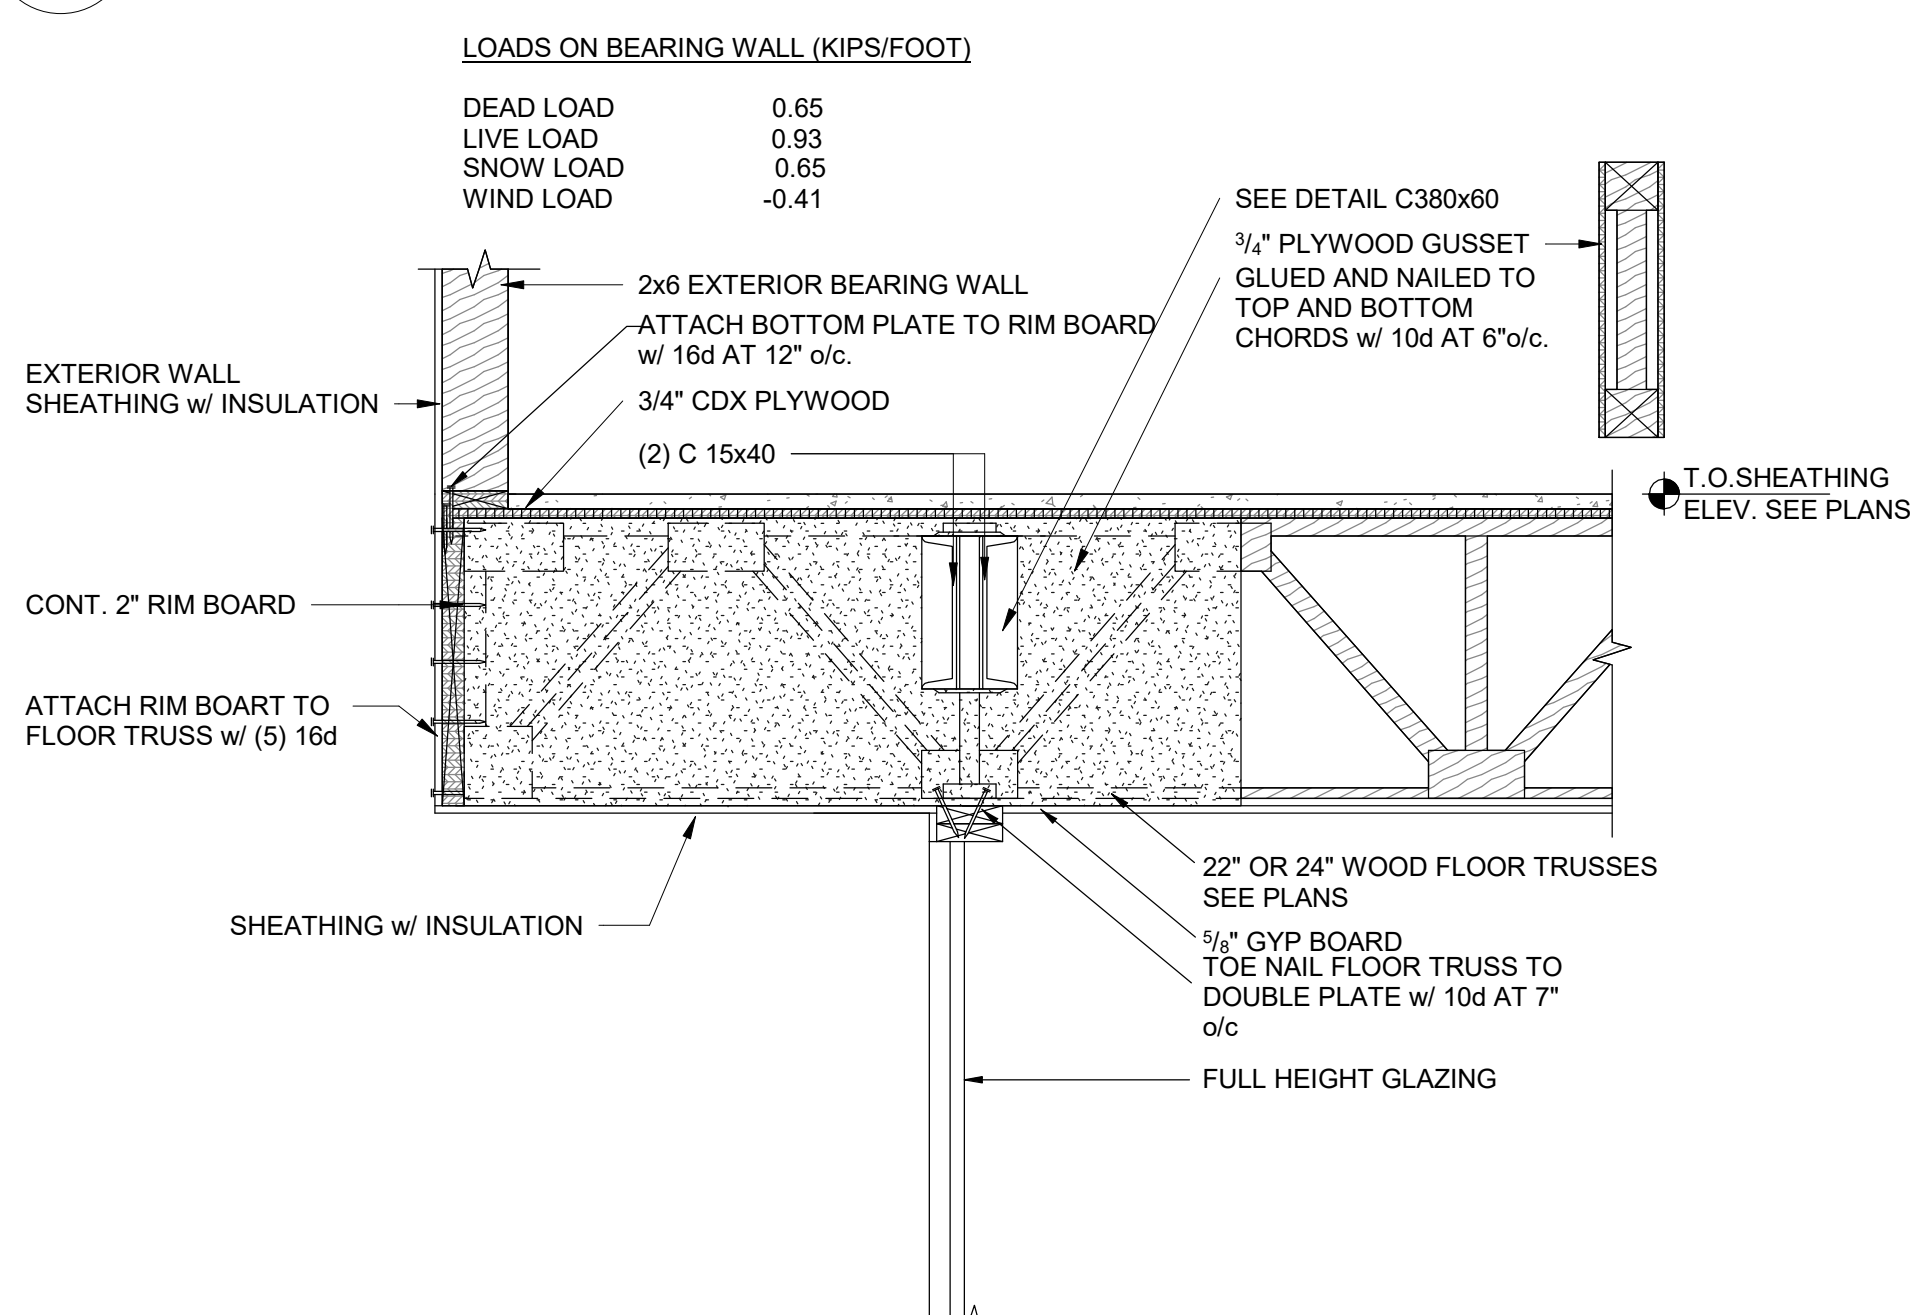 LOADS ON BEARING WALL (KIPS/FOOT)
DEAD LOAD 0.65
LIVE LOAD 0.93
SNOW LOAD 0.65
WIND LOAD -0.41
SEE DETAIL C380x60
3/4" PLYWOOD GUSSET
GLUED AND NAILED TO
TOP AND BOTTOM
CHORDS w/ 10d AT 6"o/c.
2x6 EXTERIOR BEARING WALL
ATTACH BOTTOM PLATE TO RIM BOARD
w/ 16d AT 12" o/c.
3/4" CDX PLYWOOD
(2) C 15x40
EXTERIOR WALL
SHEATHING w/ INSULATION
T.O.SHEATHING
ELEV. SEE PLANS
CONT. 2" RIM BOARD
ATTACH RIM BOART TO
FLOOR TRUSS w/ (5) 16d
SHEATHING w/ INSULATION
22" OR 24" WOOD FLOOR TRUSSES
SEE PLANS
5/8" GYP BOARD
TOE NAIL FLOOR TRUSS TO
DOUBLE PLATE w/ 10d AT 7"
o/c
FULL HEIGHT GLAZING